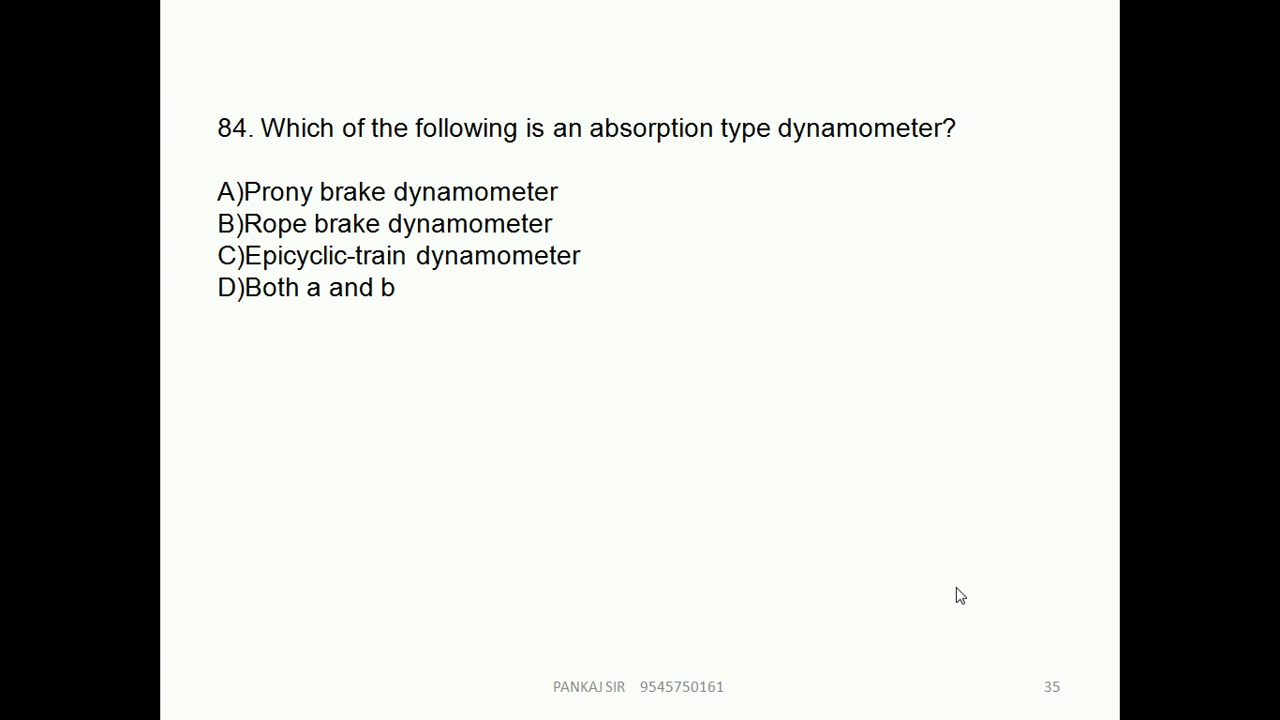 84. Which of the following is an absorption type dynamometer?
A)Prony brake dynamometer
B)Rope brake dynamometer
C)Epicyclic-train dynamometer
D)Both a and b
PANKAJ SIR 9545750161
35